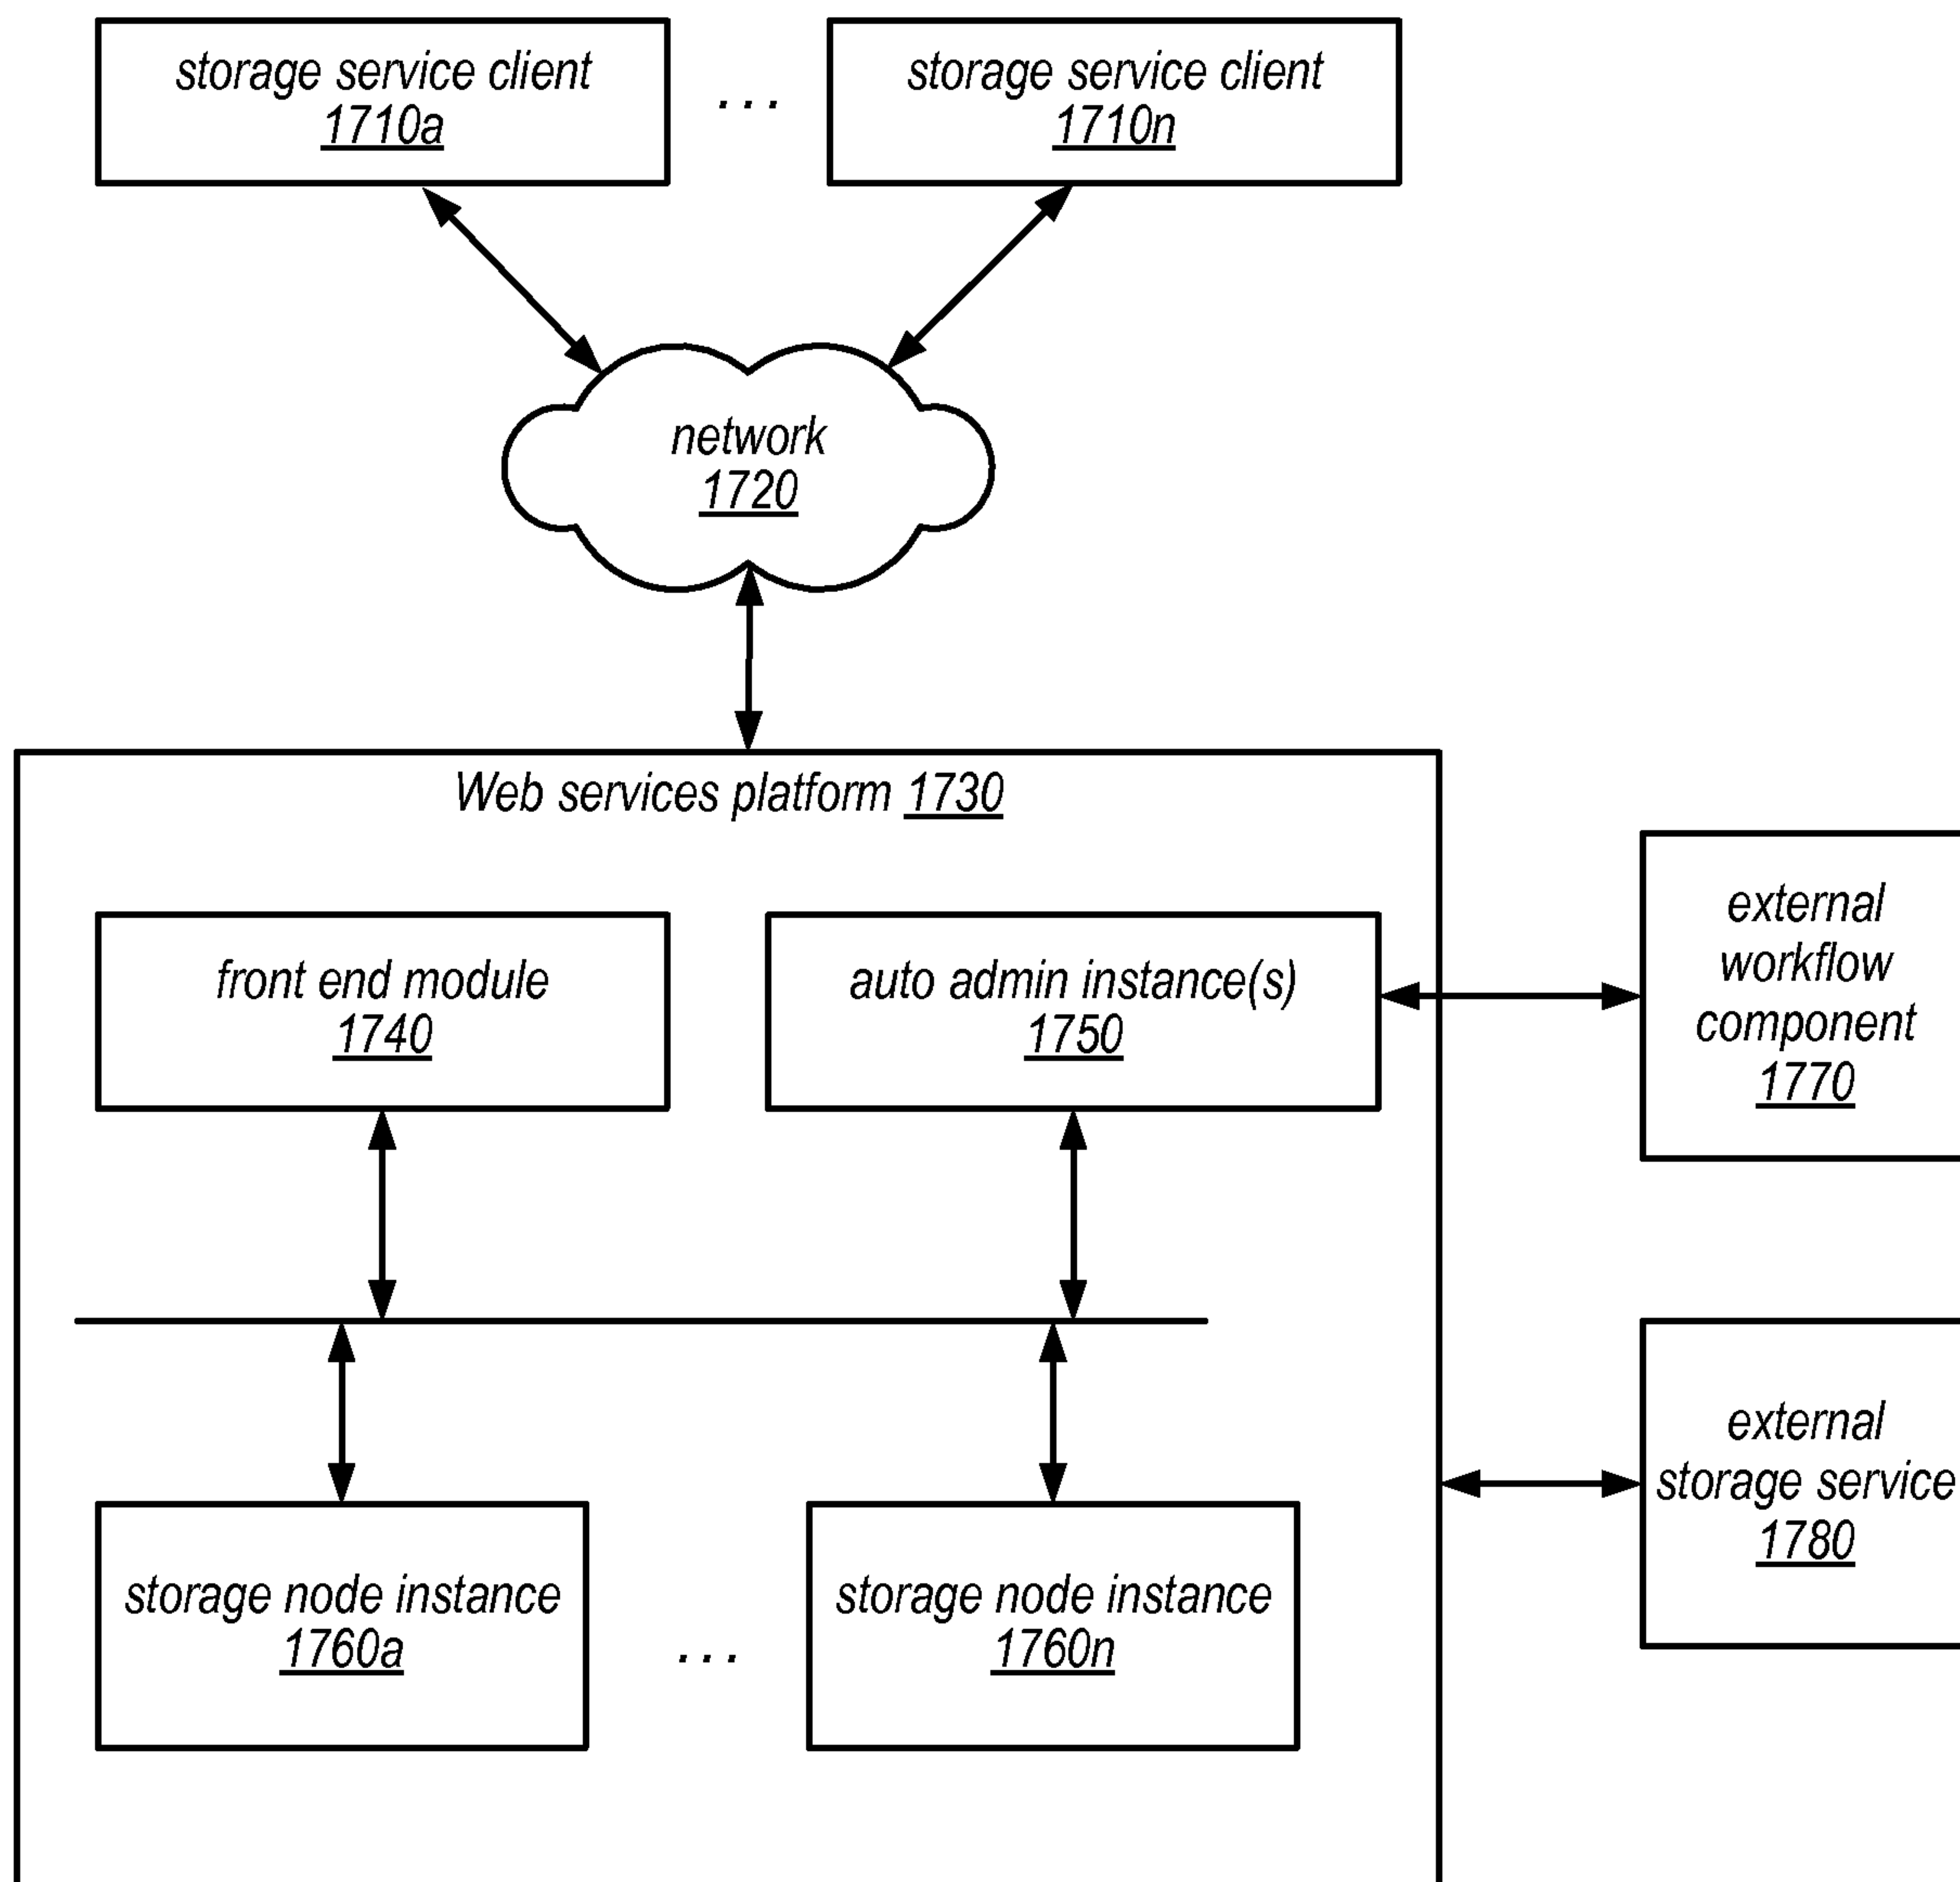 storage service client
1710a
...
storage service client
1710n
network
1720
Web services platform 1730
front end module
1740
auto admin instance(s)
1750
external
workflow
component
1770
storage node instance
1760a
...
storage node instance
1760n
external
storage service
1780